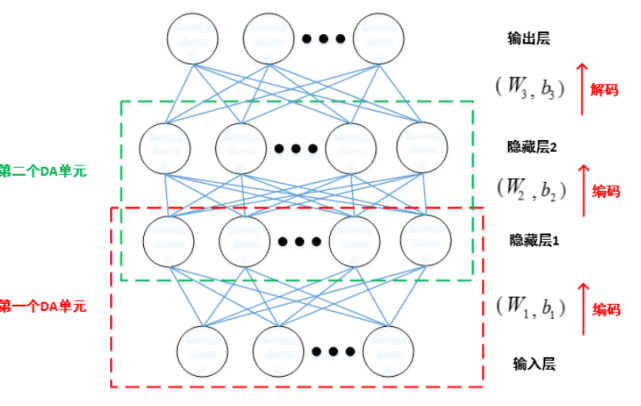 输出层
(W3, b3)
解码
隐藏层2
第二个DA单元
(W2, b2)
编码
隐藏层1
第一个DA单元
(W1, b1)
编码
输入层